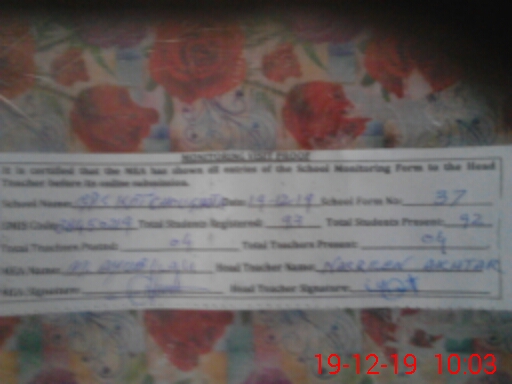 MONITORING VISIT PROOF
It is certified that the MEA has shown all entries of the School Monitoring Form to the Head
Teacher before its online submission.
School Name: GPS Date: 19-12-19 School Form No: 37
EMIS Code: Total Students Registered: 93 Total Students Present: 92
Total Teachers Posted: 04 Total Teachers Present: 04
MEA Name: Head Teacher Name: NASREEN AKHTAR
MEA Signature: Head Teacher Signature:
19-12-19 10:03